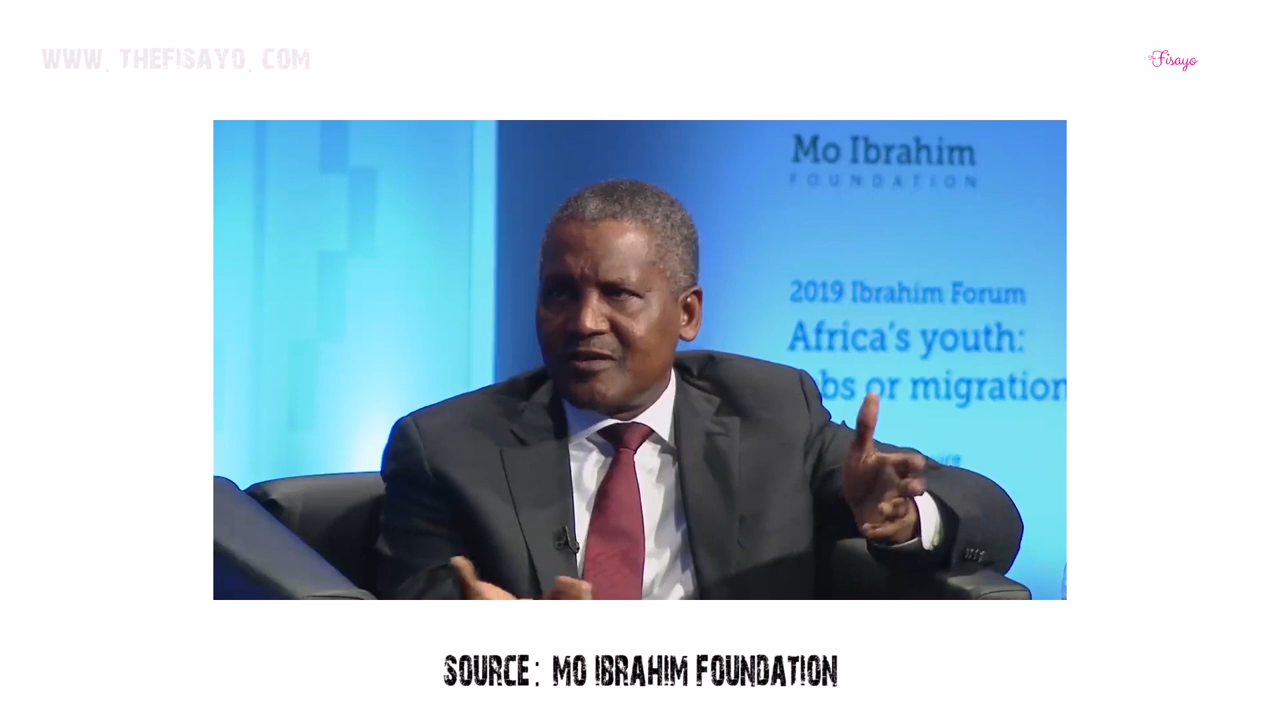 WWW. THEFISAYO. COM
Fisayo
Mo Ibrahim
FOUNDATION
2019 Ibrahim Forum
Africa's youth:
bs or migration
SOURCE: MO IBRAHIM FOUNDATION